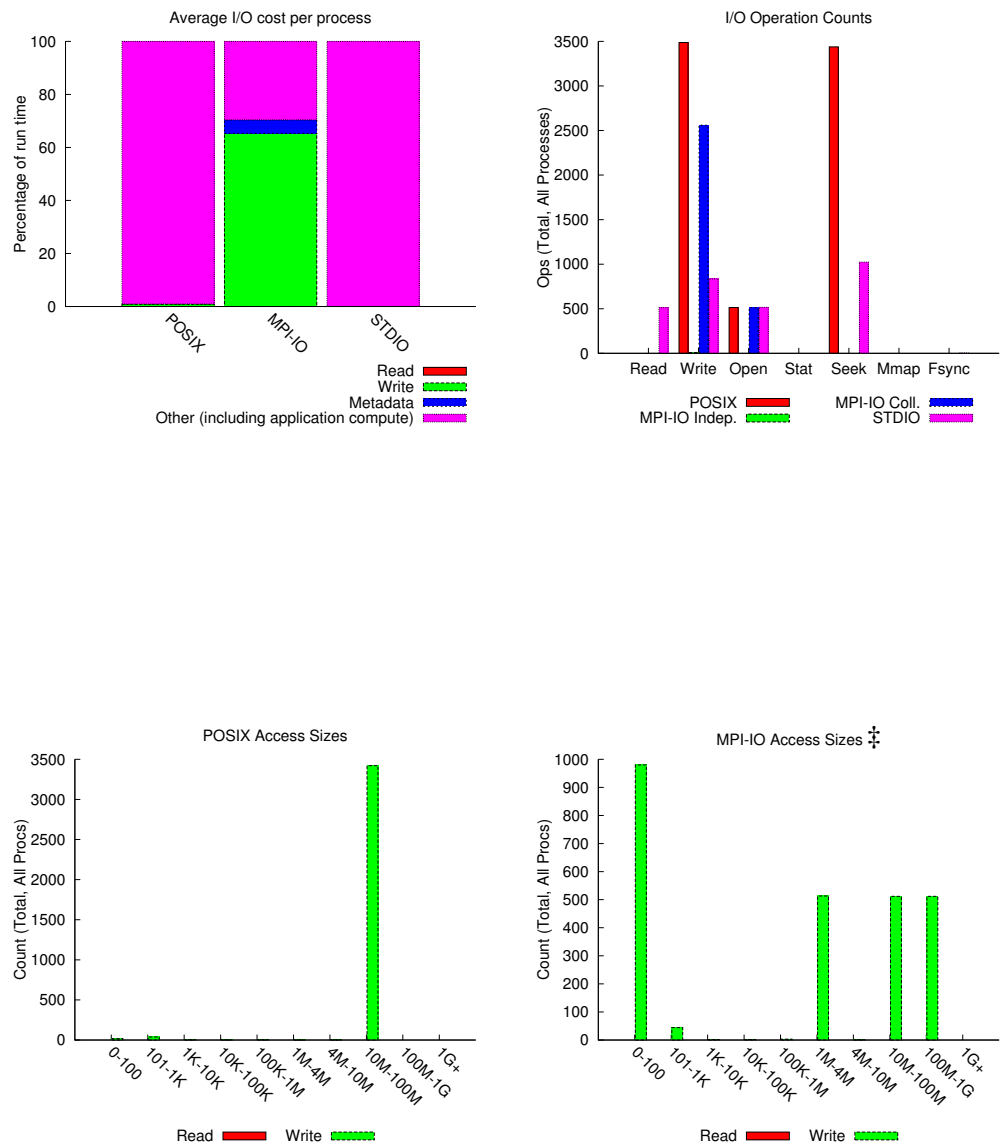 Average I/O cost per process
100
80
60
40
20
0
Percentage of run time
POSIX
MPI-IO
STDIO
Read
Write
Metadata
Other (including application compute)
I/O Operation Counts
3500
3000
2500
2000
1500
1000
500
0
Ops (Total, All Processes)
Read Write Open Stat Seek Mmap Fsync
POSIX
MPI-IO Indep.
MPI-IO Coll.
STDIO
POSIX Access Sizes
3500
3000
2500
2000
1500
1000
500
0
Count (Total, All Procs)
0-100
101-1K
1K-10K
10K-100K
100K-1M
1M-4M
4M-10M
10M-100M
100M-1G
1G+
Read Write
MPI-IO Access Sizes ‡
1000
900
800
700
600
500
400
300
200
100
0
Count (Total, All Procs)
0-100
101-1K
1K-10K
10K-100K
100K-1M
1M-4M
4M-10M
10M-100M
100M-1G
1G+
Read Write